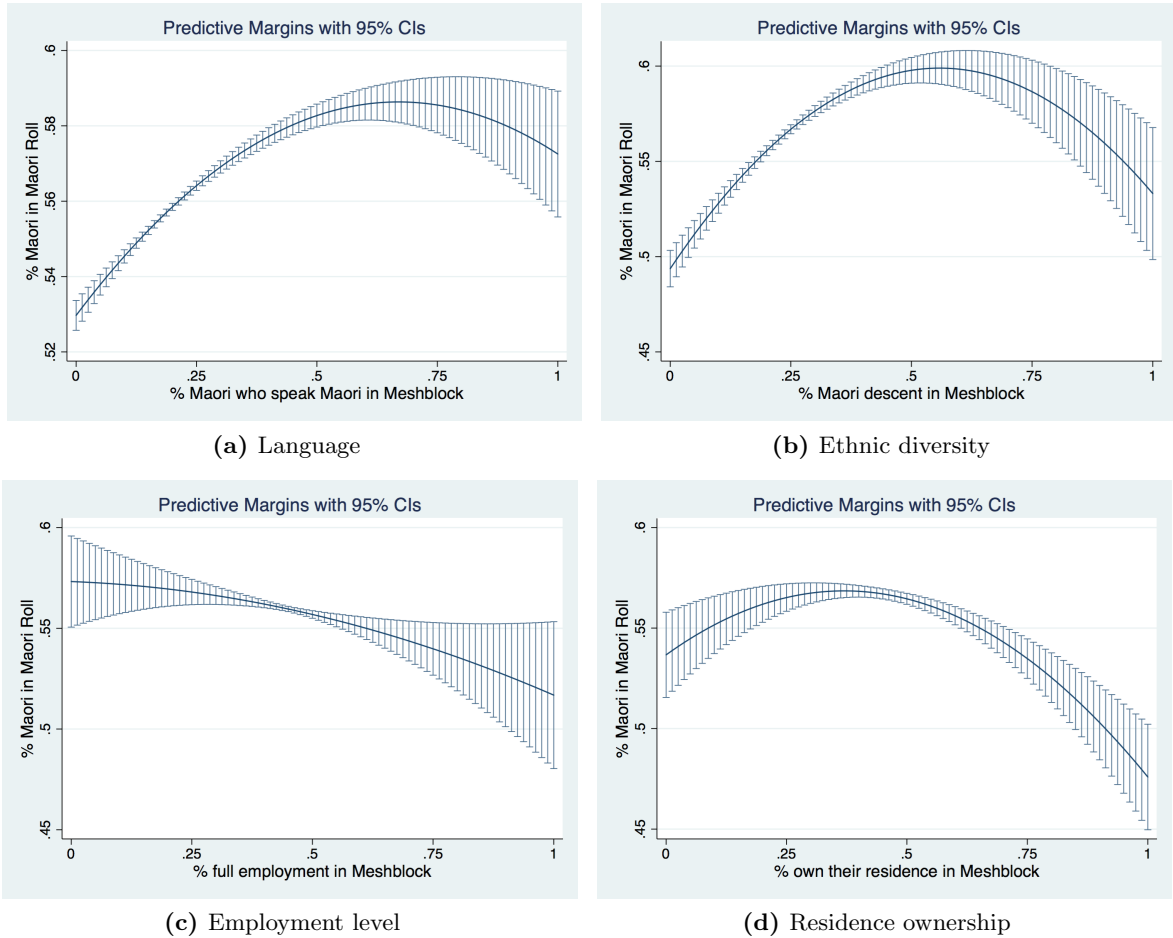 Predictive Margins with 95% CIs
% Maori in Maori Roll
.6
.58
.56
.54
.52
0 .25 .5 .75 1
% Maori who speak Maori in Meshblock
(a) Language
Predictive Margins with 95% CIs
% Maori in Maori Roll
.6
.55
.5
.45
0 .25 .5 .75 1
% Maori descent in Meshblock
(b) Ethnic diversity
Predictive Margins with 95% CIs
% Maori in Maori Roll
.6
.55
.5
.45
0 .25 .5 .75 1
% full employment in Meshblock
(c) Employment level
Predictive Margins with 95% CIs
% Maori in Maori Roll
.6
.55
.5
.45
0 .25 .5 .75 1
% own their residence in Meshblock
(d) Residence ownership